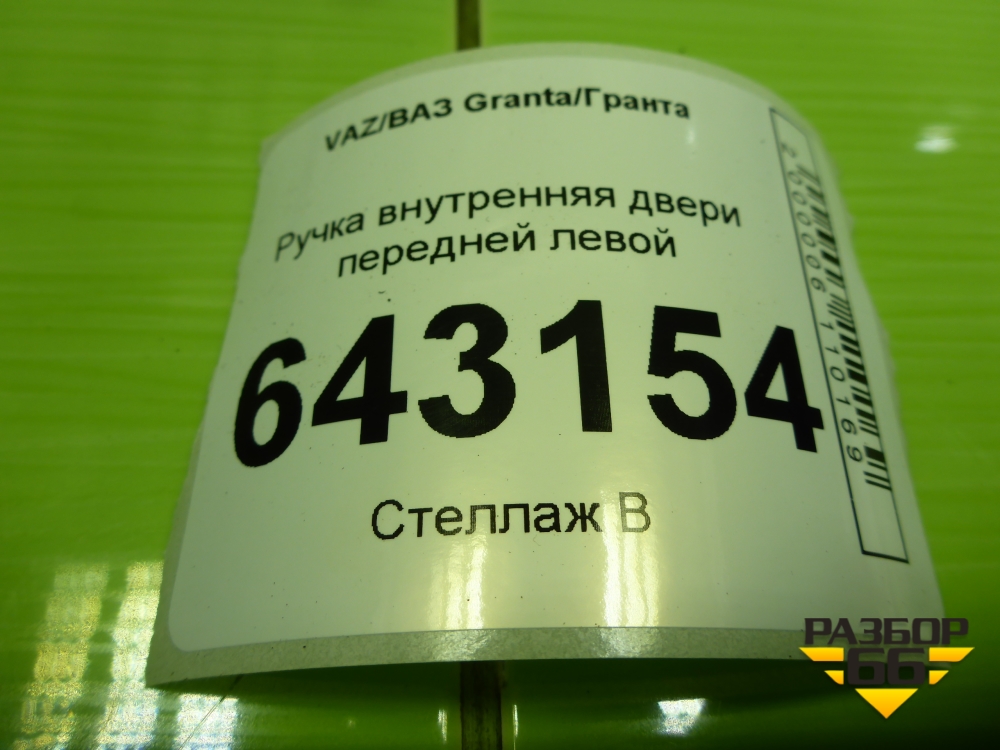 VAZ/ВАЗ Granta/Гранта
Ручка внутренняя двери
передней левой
643154
Стеллаж В
2000006110169
РАЗБОР
66